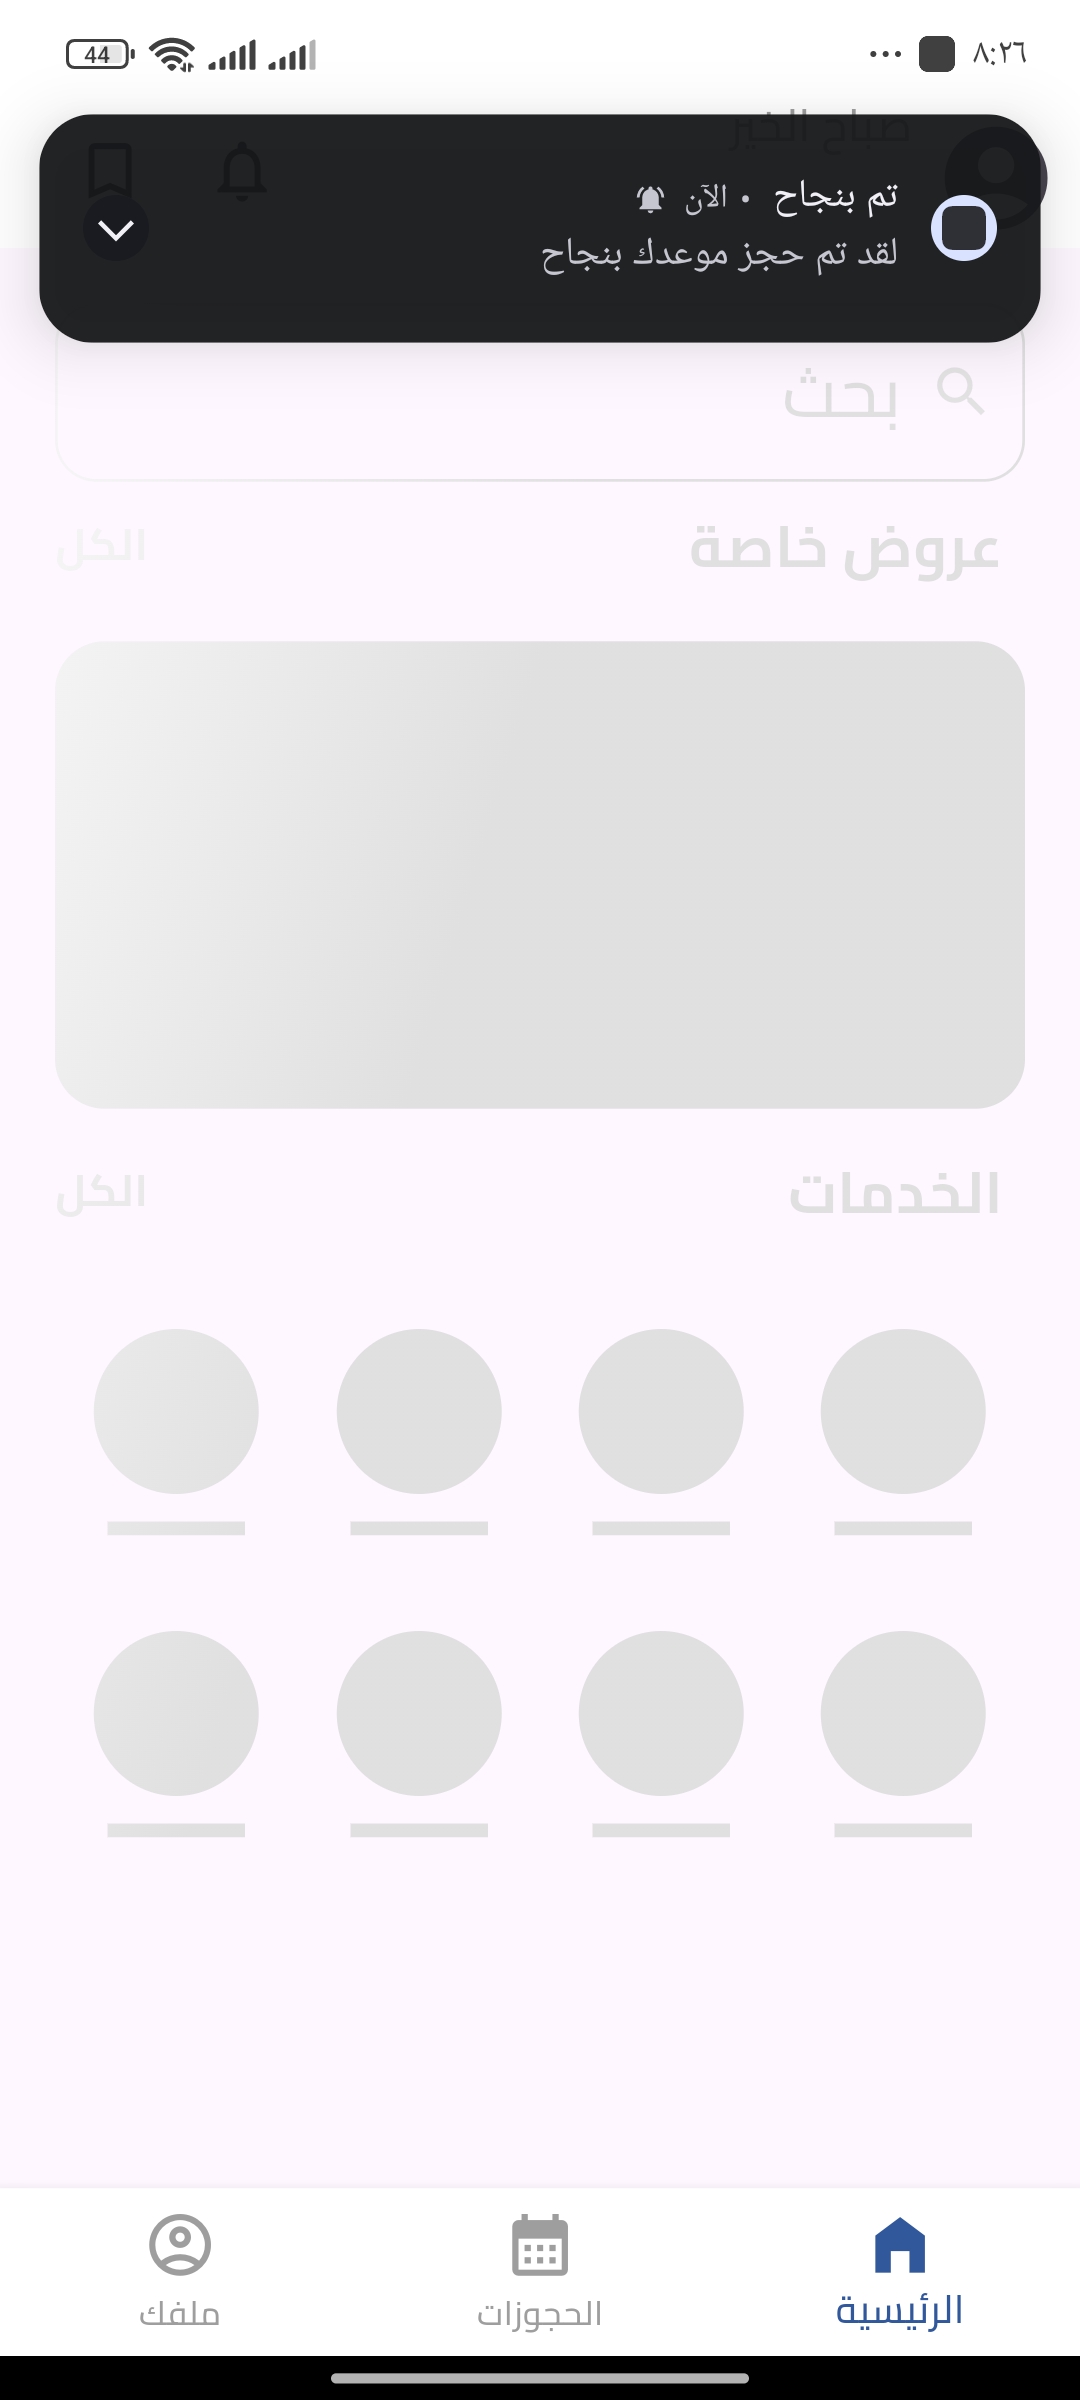 ٨:٢٦
44
صباح الخير
تم بنجاح • الآن
لقد تم حجز موعدك بنجاح
بحث
عروض خاصة
الكل
الخدمات
الكل
الرئيسية
الحجوزات
ملفك